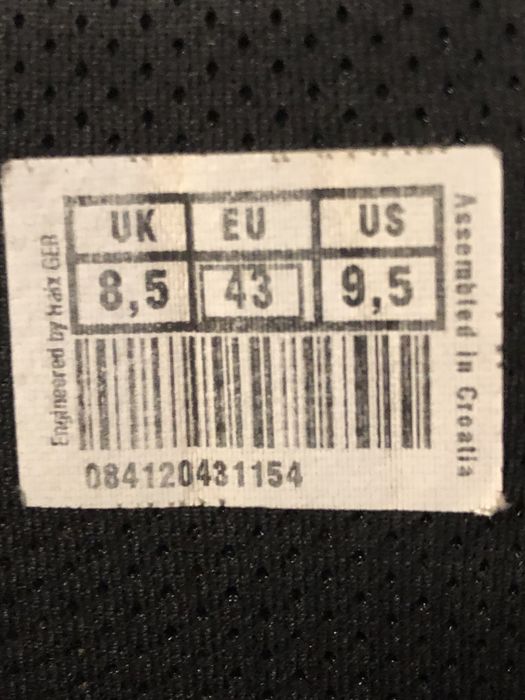 UK EU US
8,5 43 9,5
084120431154
Engineered by Haix GER
Assembled in Croatia